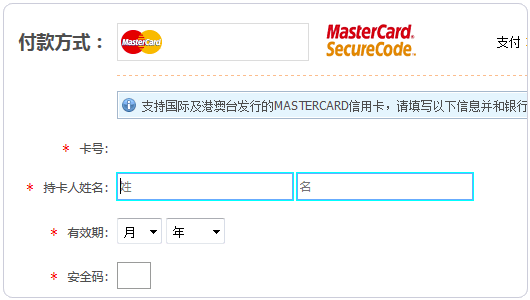 付款方式： MasterCard MasterCard. 支付
SecureCode.
支持国际及港澳台发行的MASTERCARD信用卡，请填写以下信息并和银行
* 卡号:
* 持卡人姓名: 姓 名
* 有效期: 月 年
* 安全码: